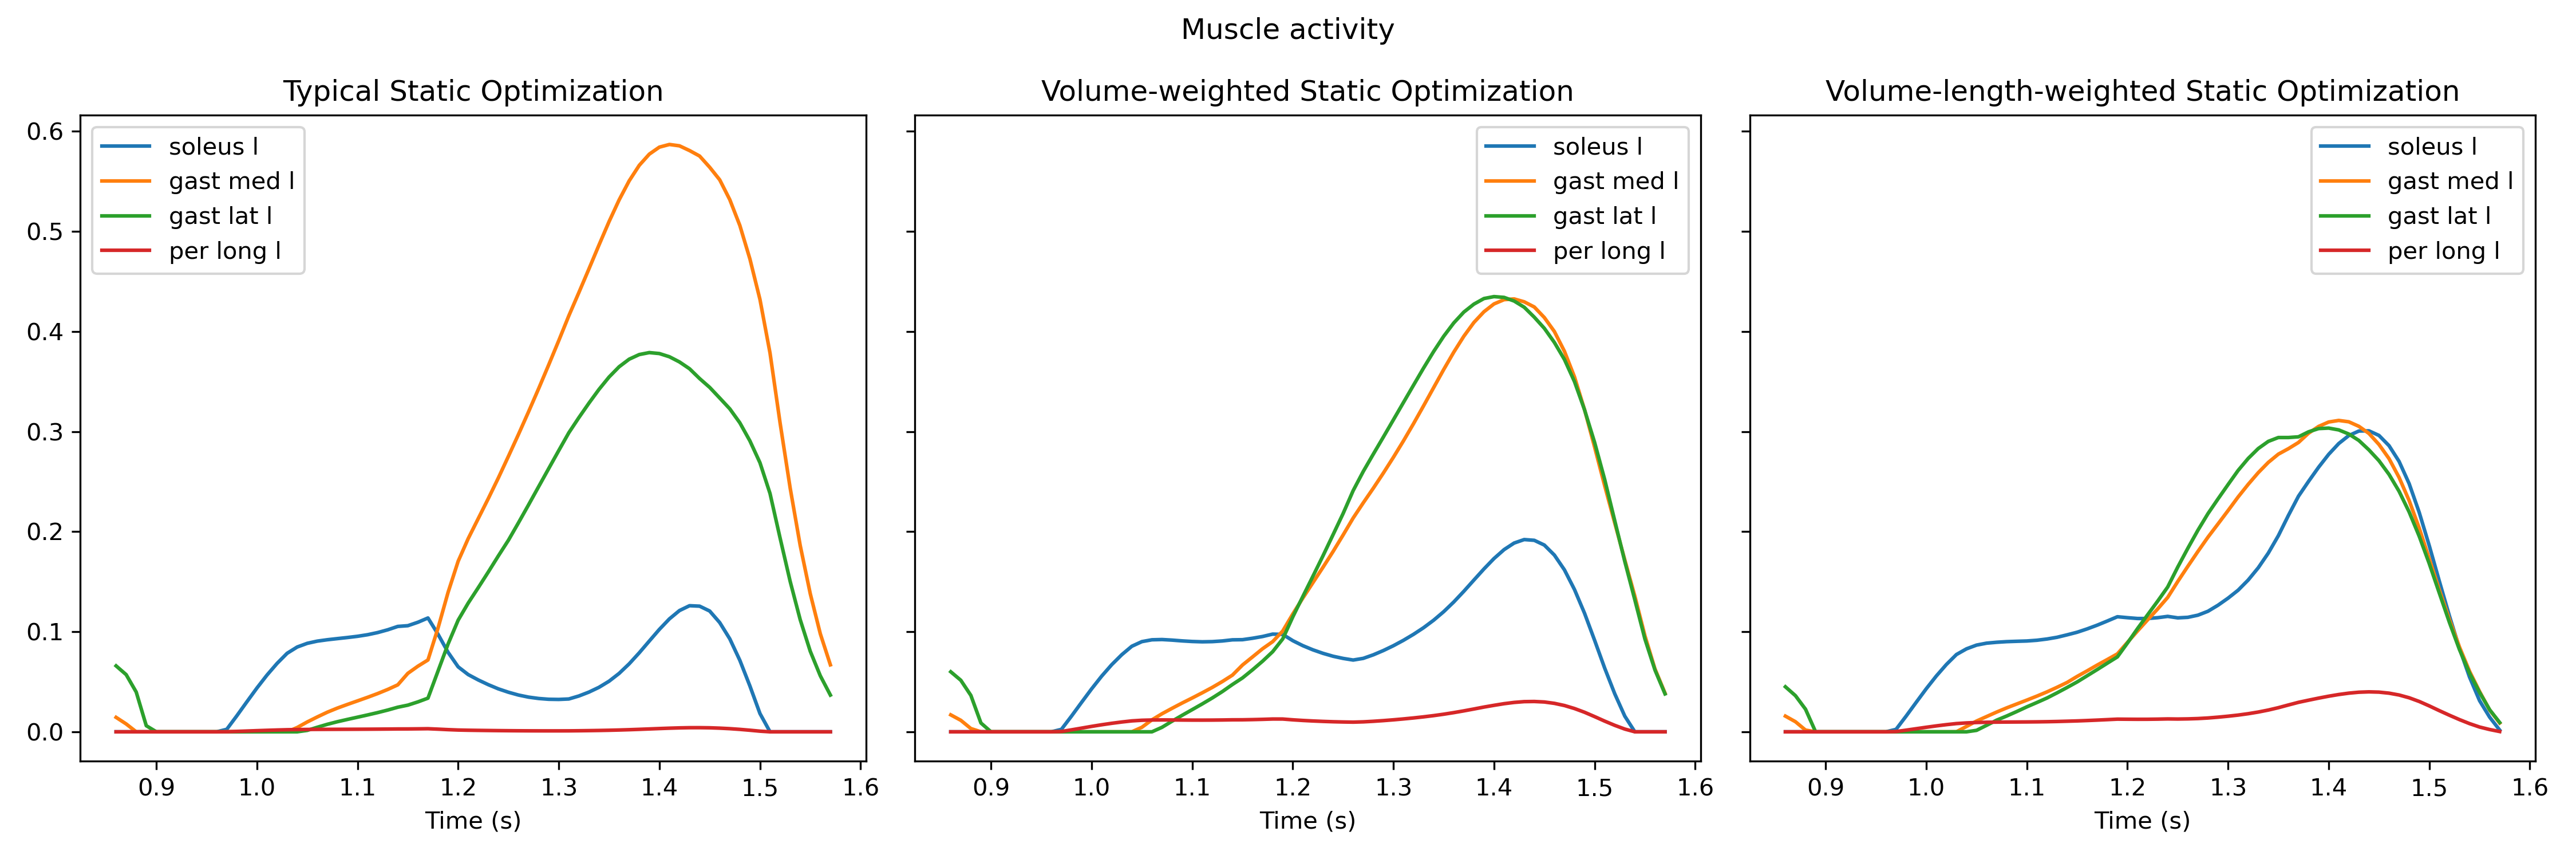 Muscle activity
Typical Static Optimization
soleus l
gast med l
gast lat l
per long l
0.6
0.5
0.4
0.3
0.2
0.1
0.0
0.9 1.0 1.1 1.2 1.3 1.4 1.5 1.6
Time (s)
Volume-weighted Static Optimization
soleus l
gast med l
gast lat l
per long l
0.9 1.0 1.1 1.2 1.3 1.4 1.5 1.6
Time (s)
Volume-length-weighted Static Optimization
soleus l
gast med l
gast lat l
per long l
0.9 1.0 1.1 1.2 1.3 1.4 1.5 1.6
Time (s)